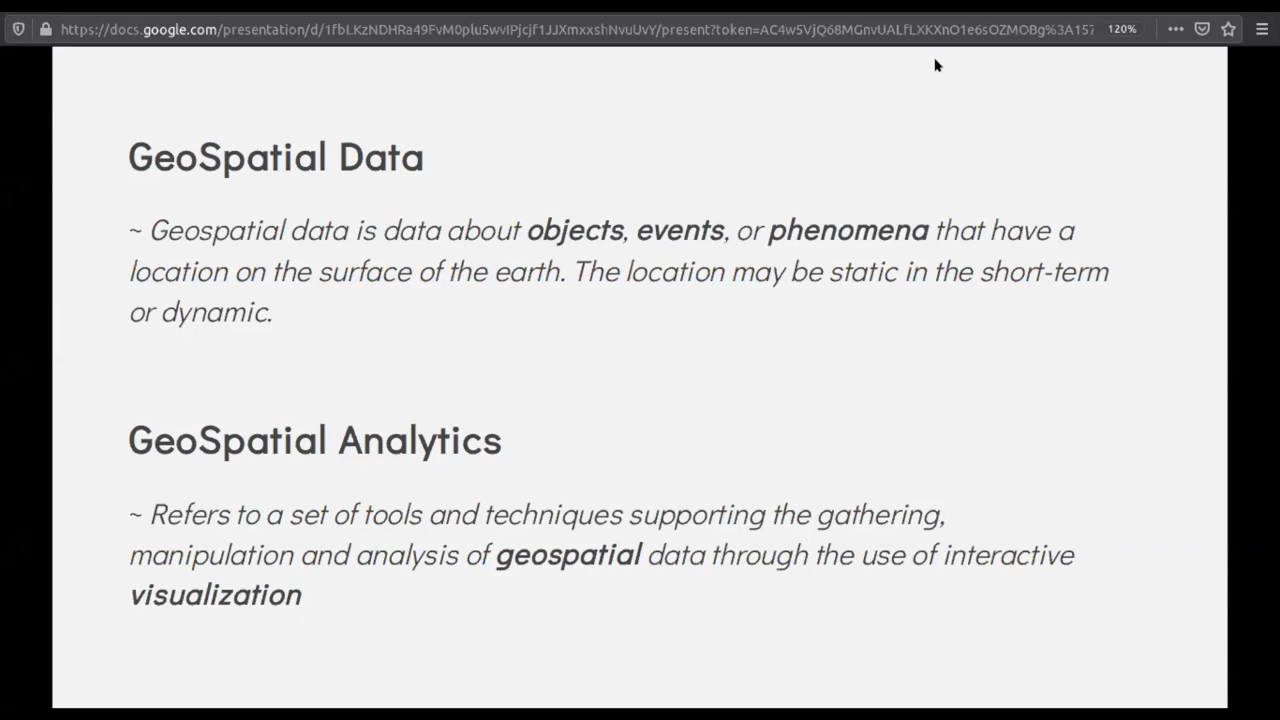 https://docs.google.com/presentation/d/1fbLKzNDHRa49FvM0plu5wvIPjcjf1JJXmxxshNvuUvY/present?token=AC4w5VjQ68MGnvUALfLXKXnO1e6sOZMOBg%3A157 120%
GeoSpatial Data
~ Geospatial data is data about objects, events, or phenomena that have a
location on the surface of the earth. The location may be static in the short-term
or dynamic.
GeoSpatial Analytics
~ Refers to a set of tools and techniques supporting the gathering,
manipulation and analysis of geospatial data through the use of interactive
visualization